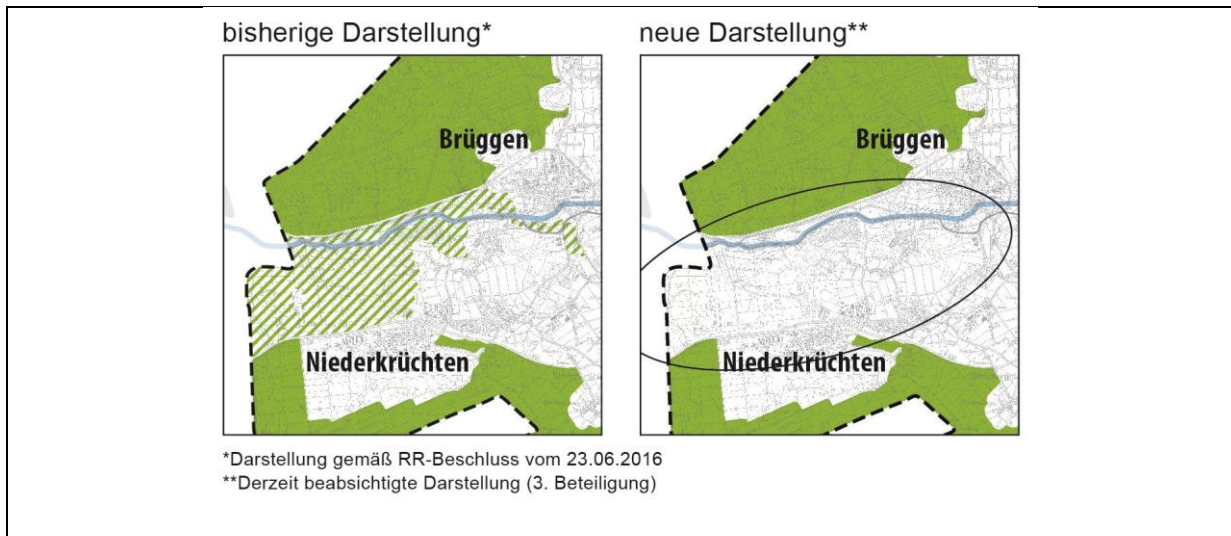 bisherige Darstellung*
neue Darstellung**
Brüggen
Brüggen
Niederkrüchten
Niederkrüchten
*Darstellung gemäß RR-Beschluss vom 23.06.2016
**Derzeit beabsichtigte Darstellung (3. Beteiligung)